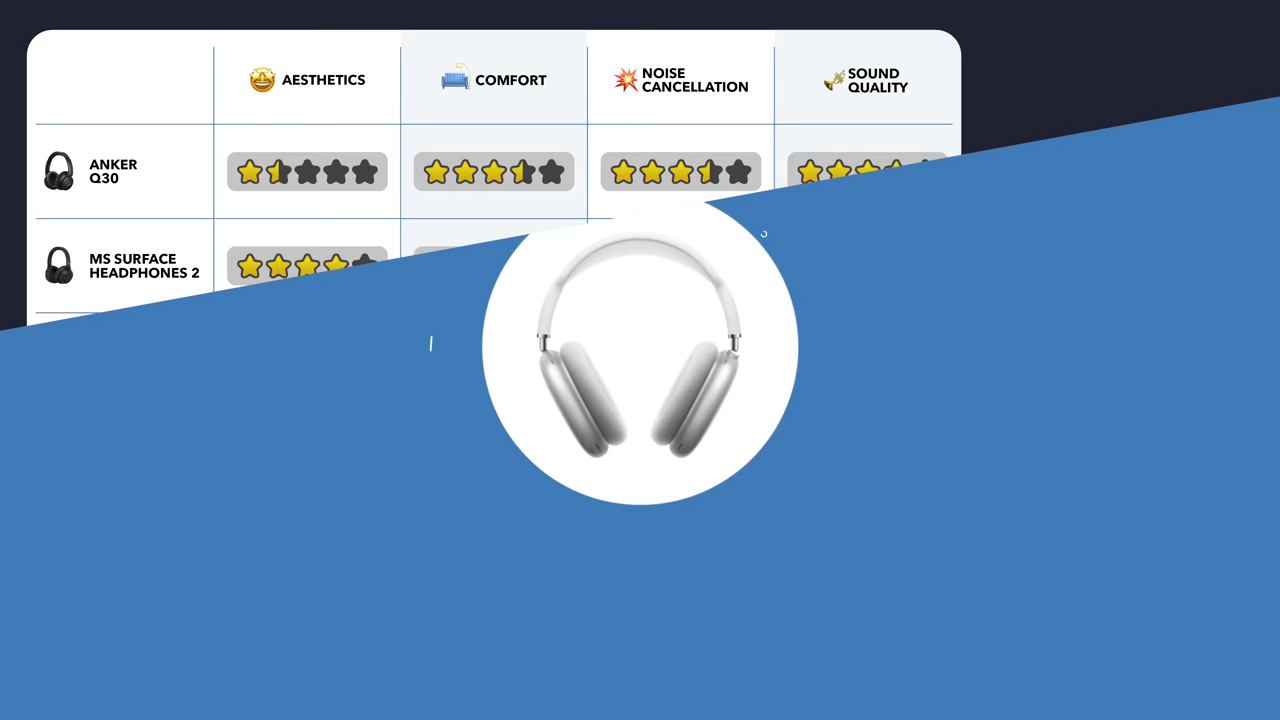 AESTHETICS
COMFORT
NOISE
CANCELLATION
SOUND
QUALITY
ANKER
Q30
MS SURFACE
HEADPHONES 2